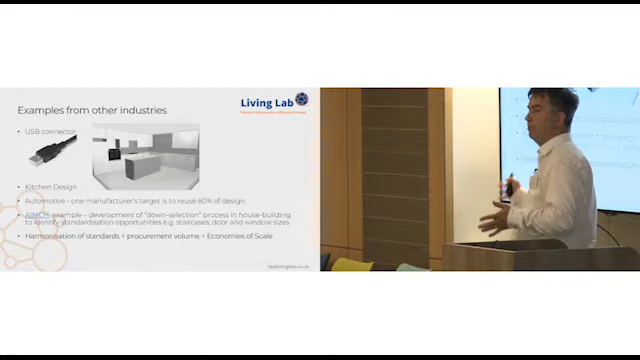 Living Lab
Examples from other industries
• USB connector
• Kitchen Design
• Automotive - one manufacturer's target is to reuse 60% of design.
• AIMCH example – development of "down-selection" process in house-building
to identify standardisation opportunities e.g. staircases, door and window sizes.
• Harmonisation of standards + procurement volume = Economies of Scale